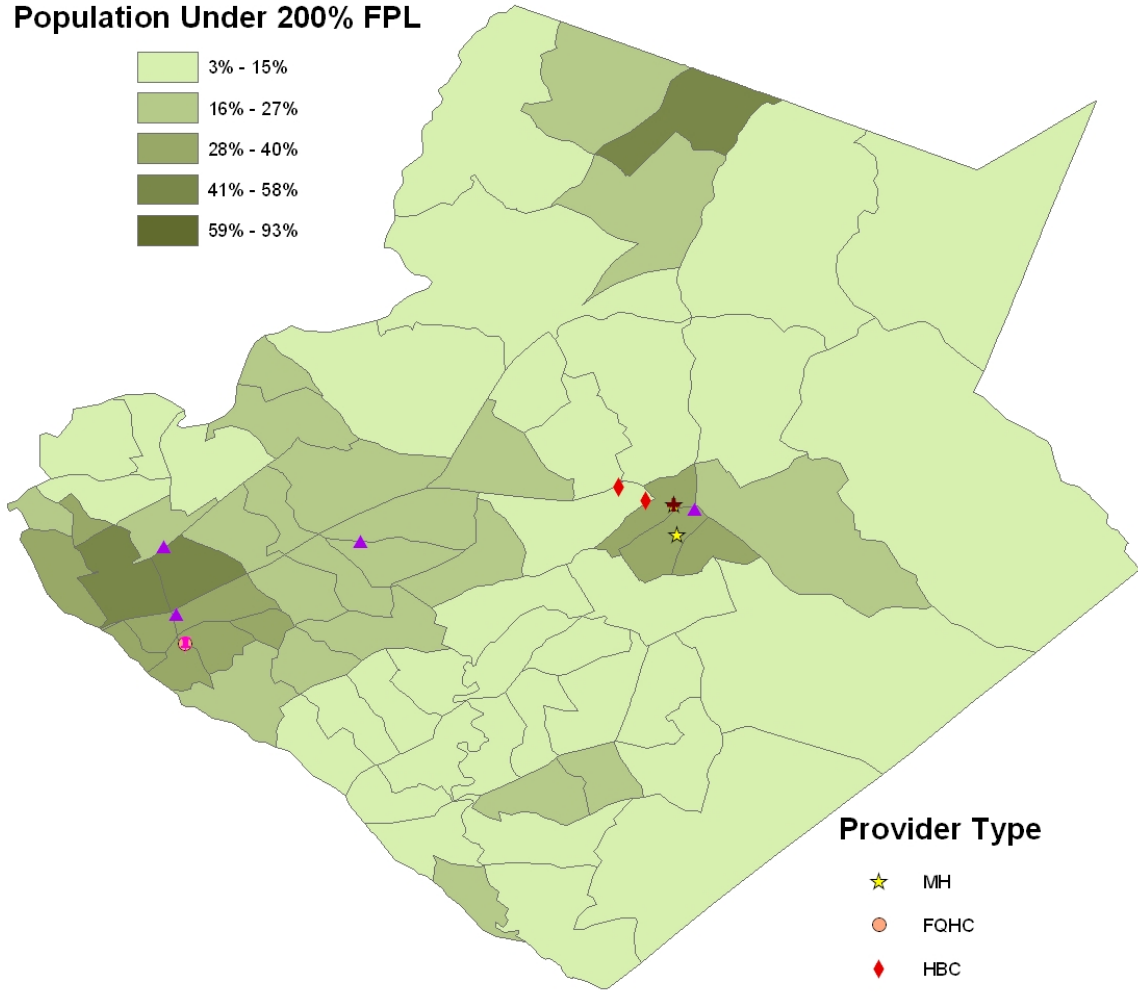 Population Under 200% FPL
3% - 15%
16% - 27%
28% - 40%
41% - 58%
59% - 93%
Provider Type
MH
FQHC
HBC